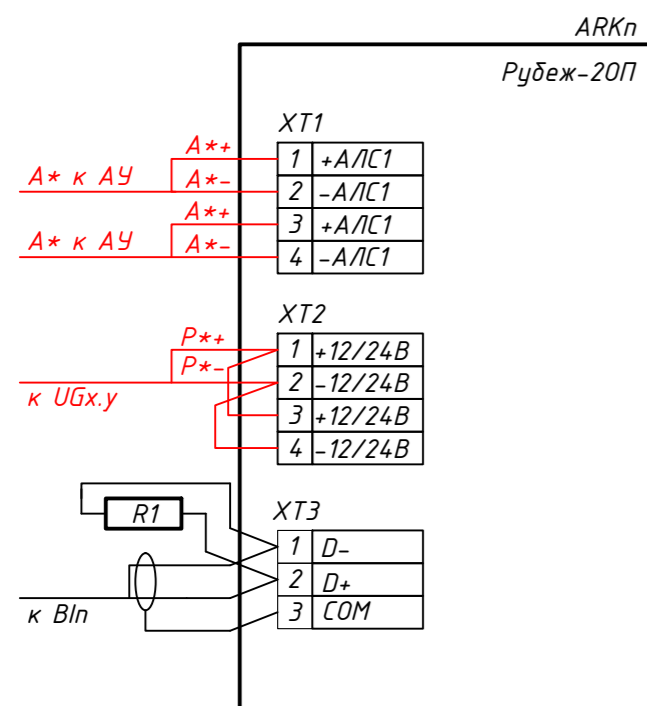 ARKn
Рубеж-2ОП
XT1
A*+
1 +АЛС1
A* к АУ
A*-
2 -АЛС1
A*+
3 +АЛС1
A* к АУ
A*-
4 -АЛС1
XT2
P*+
1 +12/24В
P*-
2 -12/24В
к UGx.y
3 +12/24В
4 -12/24В
R1
XT3
1 D-
2 D+
к BIn
3 COM